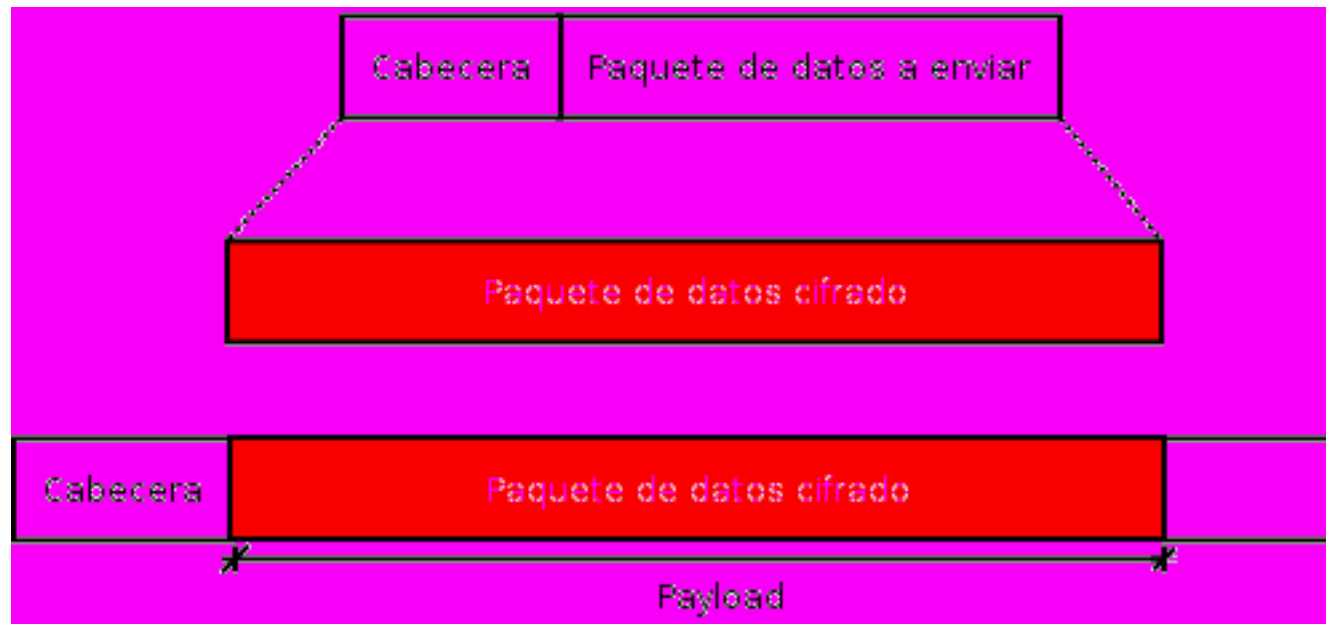 Cabecera Paquete de datos a enviar
Paquete de datos cifrado
Cabecera Paquete de datos cifrado
Payload